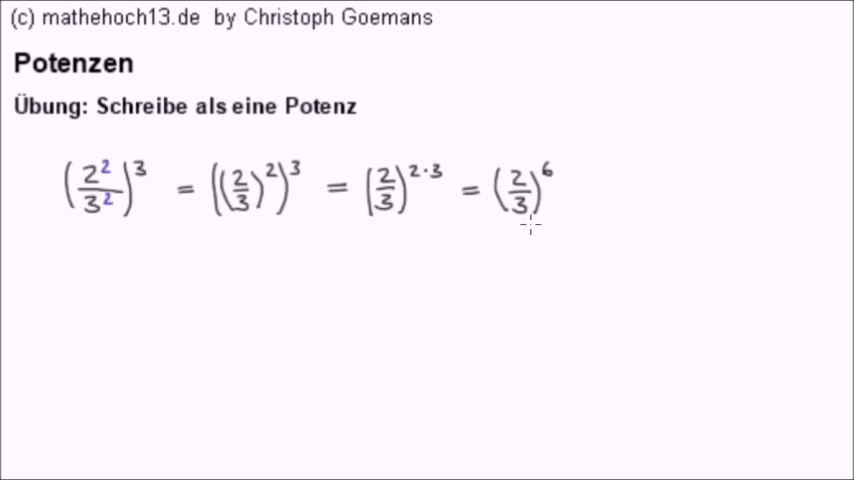 (c) mathehoch13.de by Christoph Goemans
Potenzen
Übung: Schreibe als eine Potenz
(2²/3²)³ = ((2/3)²)³ = (2/3)²·³ = (2/3)⁶